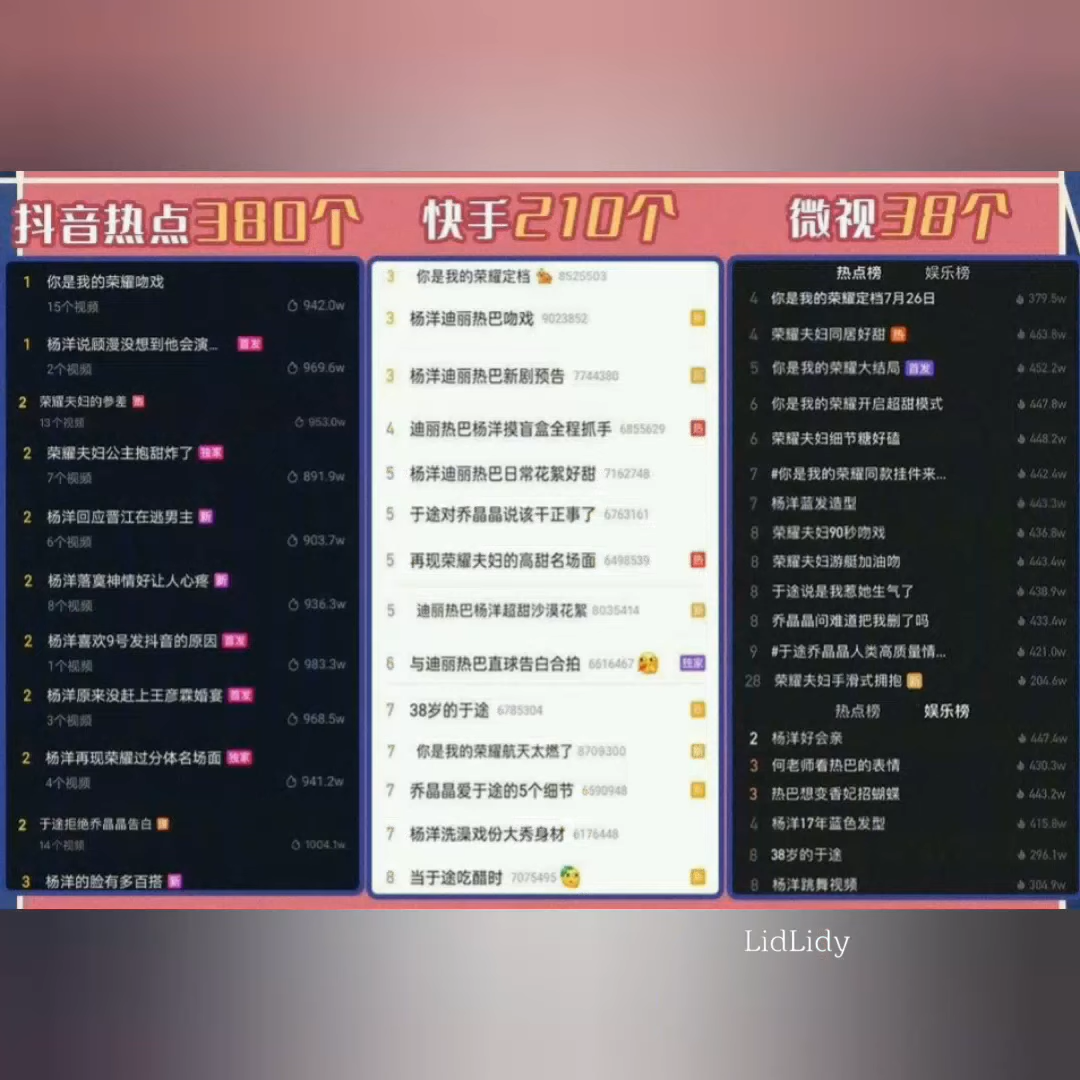 抖音热点380个
1 你是我的荣耀吻戏
15个视频 942.0w
1 杨洋说顾漫没想到他会演... 首发
2个视频 969.6w
2 荣耀夫妇的参差 热
13个视频 953.0w
2 荣耀夫妇公主抱甜炸了 独家
7个视频 891.9w
2 杨洋回应晋江在逃男主 新
6个视频 903.7w
2 杨洋落寞神情好让人心疼 新
8个视频 936.3w
2 杨洋喜欢9号发抖音的原因 首发
1个视频 983.3w
2 杨洋原来没赶上王彦霖婚宴 首发
3个视频 968.5w
2 杨洋再现荣耀过分体名场面 独家
4个视频 941.2w
2 于途拒绝乔晶晶告白
14个视频 1004.1w
3 杨洋的脸有多百搭 新
快手210个
3 你是我的荣耀定档 8525503
3 杨洋迪丽热巴吻戏 9023852 新
3 杨洋迪丽热巴新剧预告 7744380 新
4 迪丽热巴杨洋摸盲盒全程抓手 6855629 热
5 杨洋迪丽热巴日常花絮好甜 7162748
5 于途对乔晶晶说该干正事了 6763161
5 再现荣耀夫妇的高甜名场面 6498539 热
5 迪丽热巴杨洋超甜沙漠花絮 8035414 新
6 与迪丽热巴直球告白合拍 6616467 独家
7 38岁的于途 6785304 新
7 你是我的荣耀航天太燃了 8709300 新
7 乔晶晶爱于途的5个细节 6590948 新
7 杨洋洗澡戏份大秀身材 6176448
8 当于途吃醋时 7075495 新
微视38个
热点榜 娱乐榜
4 你是我的荣耀定档7月26日 379.5w
4 荣耀夫妇同居好甜 热 463.8w
5 你是我的荣耀大结局 首发 452.2w
6 你是我的荣耀开启超甜模式 447.8w
6 荣耀夫妇细节糖好磕 448.2w
7 #你是我的荣耀同款挂件来... 442.4w
7 杨洋蓝发造型 443.3w
8 荣耀夫妇90秒吻戏 436.8w
8 荣耀夫妇游艇加油吻 443.4w
8 于途说是我惹她生气了 438.9w
8 乔晶晶问难道把我删了吗 433.4w
9 #于途乔晶晶人类高质量情... 421.0w
28 荣耀夫妇手滑式拥抱 新 204.6w
热点榜 娱乐榜
2 杨洋好会亲 447.4w
3 何老师看热巴的表情 430.3w
3 热巴想变香妃招蝴蝶 443.2w
4 杨洋17年蓝色发型 415.8w
8 38岁的于途 296.1w
8 杨洋跳舞视频 304.9w
LidLidy